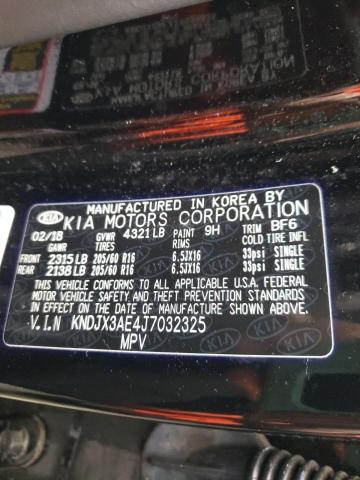 MANUFACTURED IN KOREA BY
KIA KIA MOTORS CORPORATION
02/18 GVWR 4321 LB PAINT 9H TRIM BF6
GAWR TIRES RIMS COLD TIRE INFL.
FRONT 2315 LB 205/60 R16 6.5JX16 33psi / SINGLE
REAR 2138 LB 205/60 R16 6.5JX16 33psi / SINGLE
THIS VEHICLE CONFORMS TO ALL APPLICABLE U.S.A FEDERAL
MOTOR VEHICLE SAFETY STANDARDS IN EFFECT ON THE
DATE OF MANUFACTURE SHOWN ABOVE.
V.I.N KNDJX3AE4J7032325
MPV